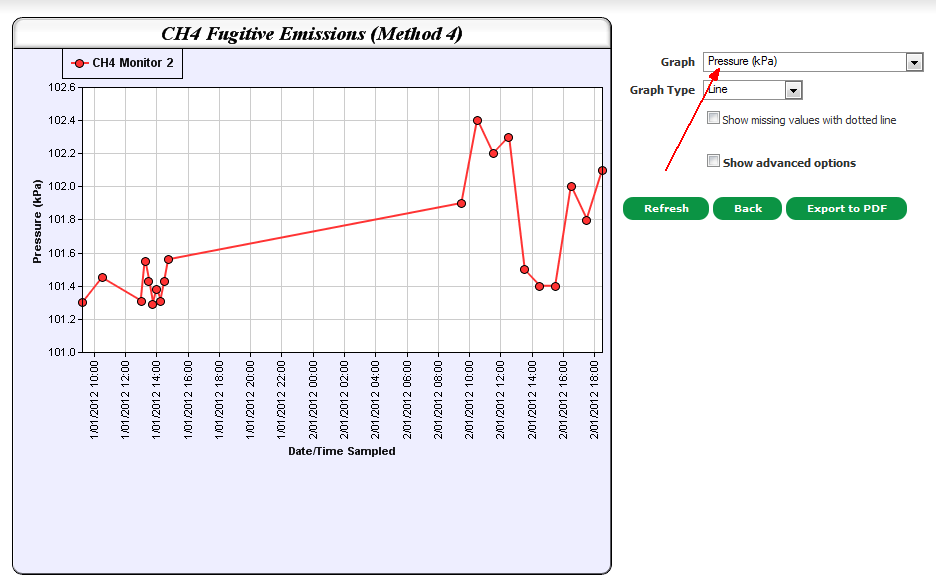 CH4 Fugitive Emissions (Method 4)
CH4 Monitor 2
102.6
102.4
102.2
102.0
101.8
101.6
101.4
101.2
101.0
Pressure (kPa)
1/01/2012 10:00
1/01/2012 12:00
1/01/2012 14:00
1/01/2012 16:00
1/01/2012 18:00
1/01/2012 20:00
1/01/2012 22:00
2/01/2012 00:00
2/01/2012 02:00
2/01/2012 04:00
2/01/2012 06:00
2/01/2012 08:00
2/01/2012 10:00
2/01/2012 12:00
2/01/2012 14:00
2/01/2012 16:00
2/01/2012 18:00
Date/Time Sampled
Graph Pressure (kPa)
Graph Type Line
Show missing values with dotted line
Show advanced options
Refresh Back Export to PDF